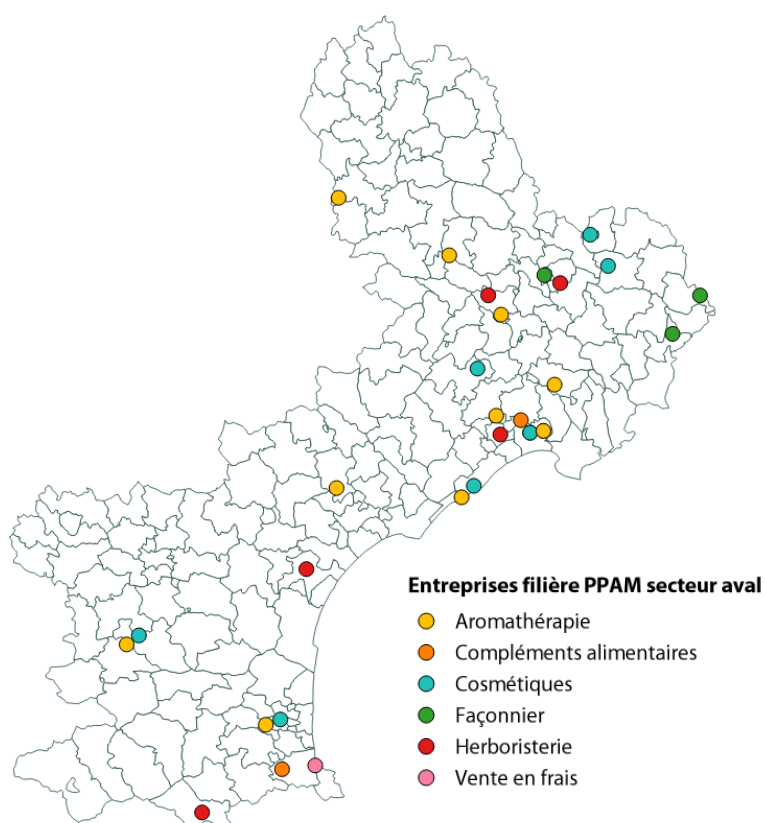 Entreprises filière PPAM secteur aval
Aromathérapie
Compléments alimentaires
Cosmétiques
Façonnier
Herboristerie
Vente en frais